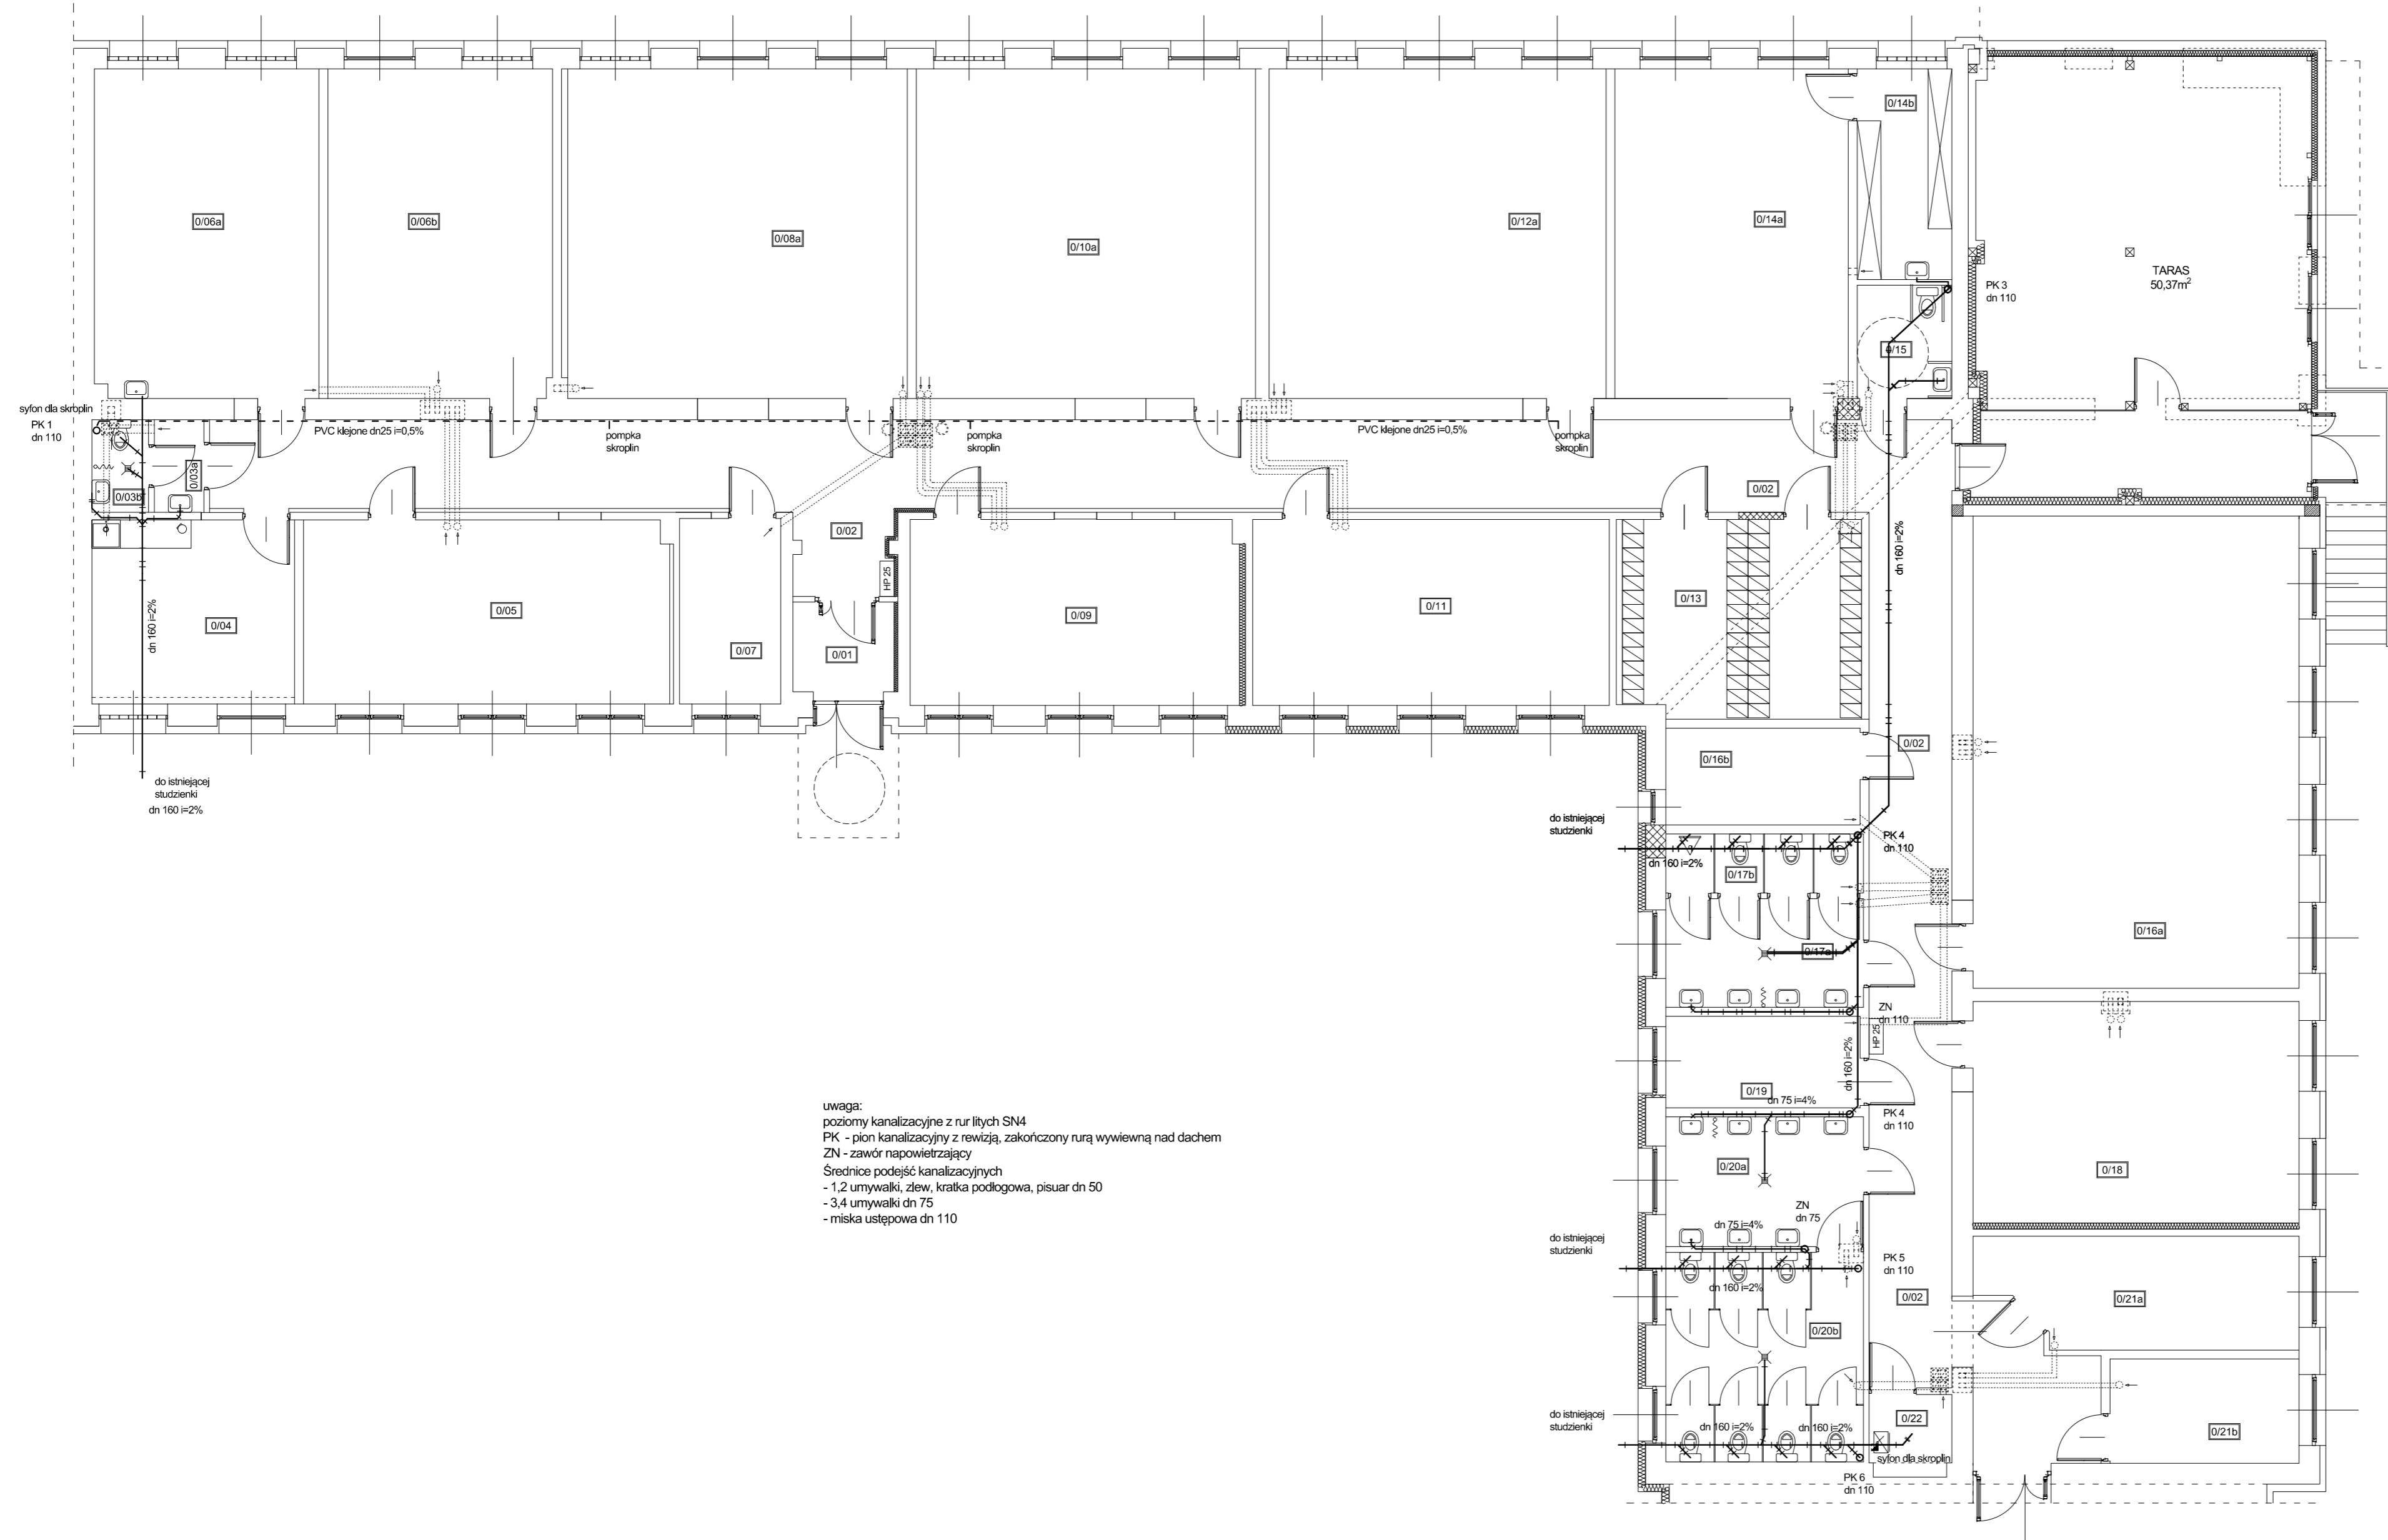 0/14b
0/06a
0/06b
0/08a
0/10a
0/12a
0/14a
TARAS
50,37m²
PK 3
dn 110
0/15
syfon dla skroplin
PK 1
dn 110
PVC klejone dn25 i=0,5%
pompka
skroplin
pompka
skroplin
PVC klejone dn25 i=0,5%
pompka
skroplin
0/03a
0/03b
0/02
0/02
dn 160 i=2%
HP 25
dn 160 i=2%
0/04
0/05
0/07
0/01
0/09
0/11
0/13
0/02
0/16b
do istniejącej
studzienki
dn 160 i=2%
do istniejącej
studzienki
PK 4
dn 110
dn 160 i=2%
0/17b
0/17a
0/16a
ZN
dn 110
HP 25
dn 160 i=2%
0/19
dn 75 i=4%
PK 4
dn 110
uwaga:
poziomy kanalizacyjne z rur litych SN4
PK - pion kanalizacyjny z rewizją, zakończony rurą wywiewną nad dachem
ZN - zawór napowietrzający
Średnice podejść kanalizacyjnych
- 1,2 umywalki, zlew, kratka podłogowa, pisuar dn 50
- 3,4 umywalki dn 75
- miska ustępowa dn 110
0/20a
0/18
ZN
dn 75
dn 75 i=4%
do istniejącej
studzienki
PK 5
dn 110
dn 160 i=2%
0/02
0/21a
0/20b
do istniejącej
studzienki
dn 160 i=2%
dn 160 i=2%
0/22
0/21b
syfon dla skroplin
PK 6
dn 110